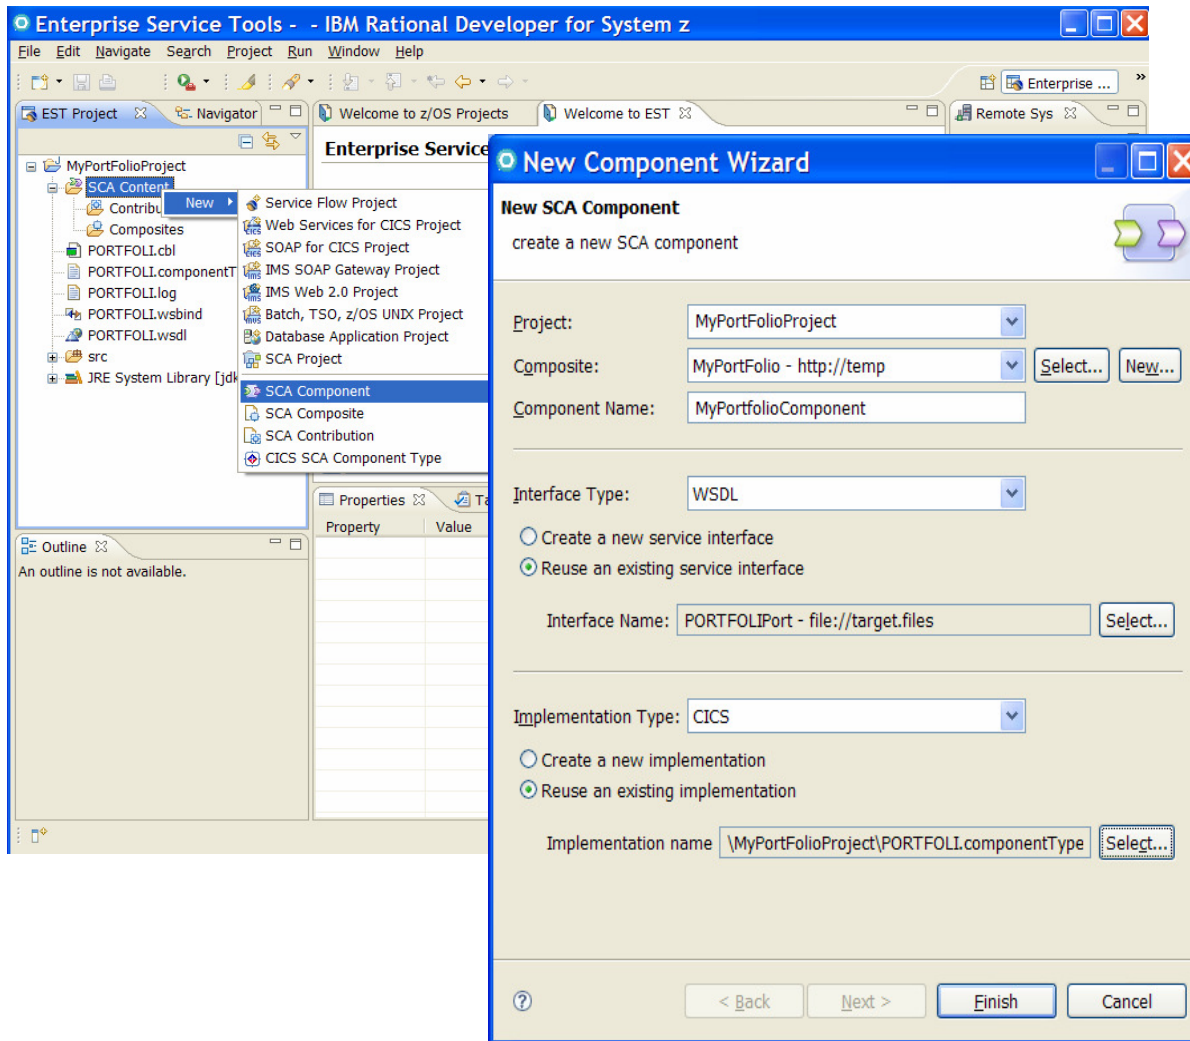 Enterprise Service Tools - - IBM Rational Developer for System z
File Edit Navigate Search Project Run Window Help
Enterprise ... »
EST Project Navigator
Welcome to z/OS Projects Welcome to EST
Remote Sys
Enterprise Service
MyPortFolioProject
SCA Content
Contribu
Composites
PORTFOLI.cbl
PORTFOLI.componentT
PORTFOLI.log
PORTFOLI.wsbind
PORTFOLI.wsdl
src
JRE System Library [jdk
New
Service Flow Project
Web Services for CICS Project
SOAP for CICS Project
IMS SOAP Gateway Project
IMS Web 2.0 Project
Batch, TSO, z/OS UNIX Project
Database Application Project
SCA Project
SCA Component
SCA Composite
SCA Contribution
CICS SCA Component Type
Properties Ta
Property Value
Outline
An outline is not available.
New Component Wizard
New SCA Component
create a new SCA component
Project: MyPortFolioProject
Composite: MyPortFolio - http://temp Select... New...
Component Name: MyPortfolioComponent
Interface Type: WSDL
Create a new service interface
Reuse an existing service interface
Interface Name: PORTFOLIPort - file://target.files Select...
Implementation Type: CICS
Create a new implementation
Reuse an existing implementation
Implementation name \MyPortFolioProject\PORTFOLI.componentType Select...
? < Back Next > Finish Cancel